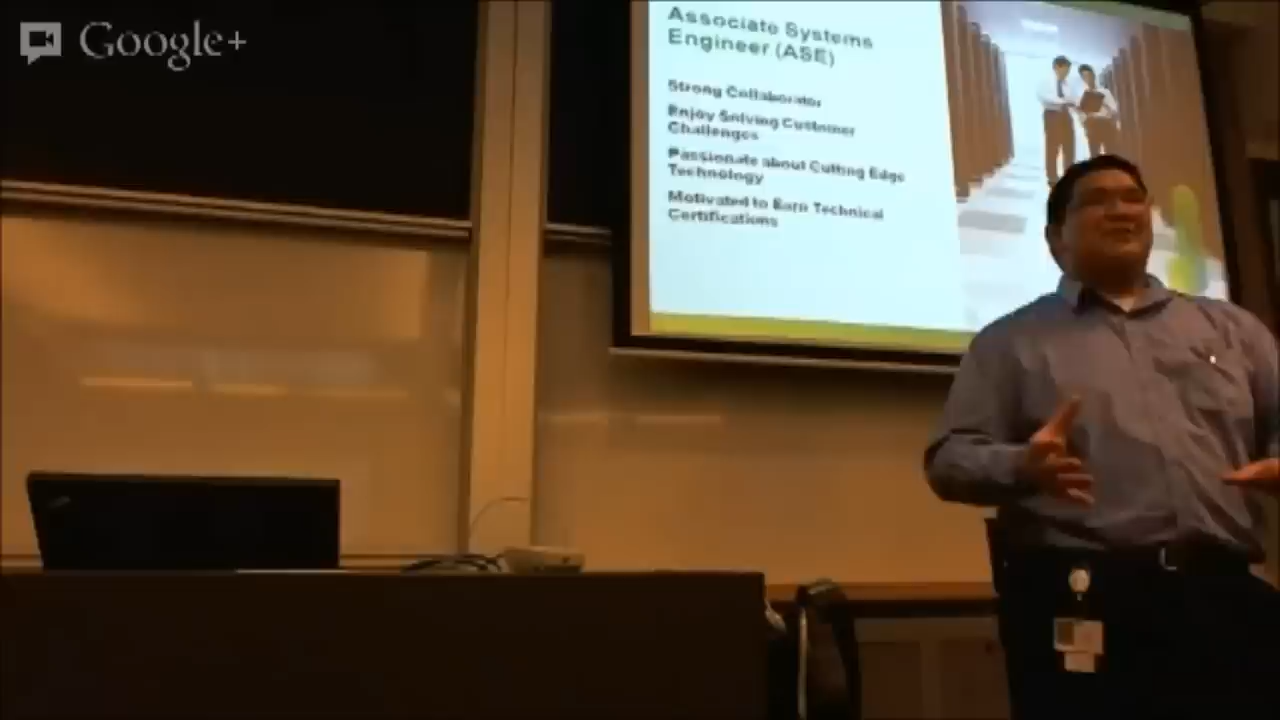 Google+
Associate Systems
Engineer (ASE)
Strong Collaborator
Enjoy Solving Customer
Challenges
Passionate about Cutting Edge
Technology
Motivated to Earn Technical
Certifications